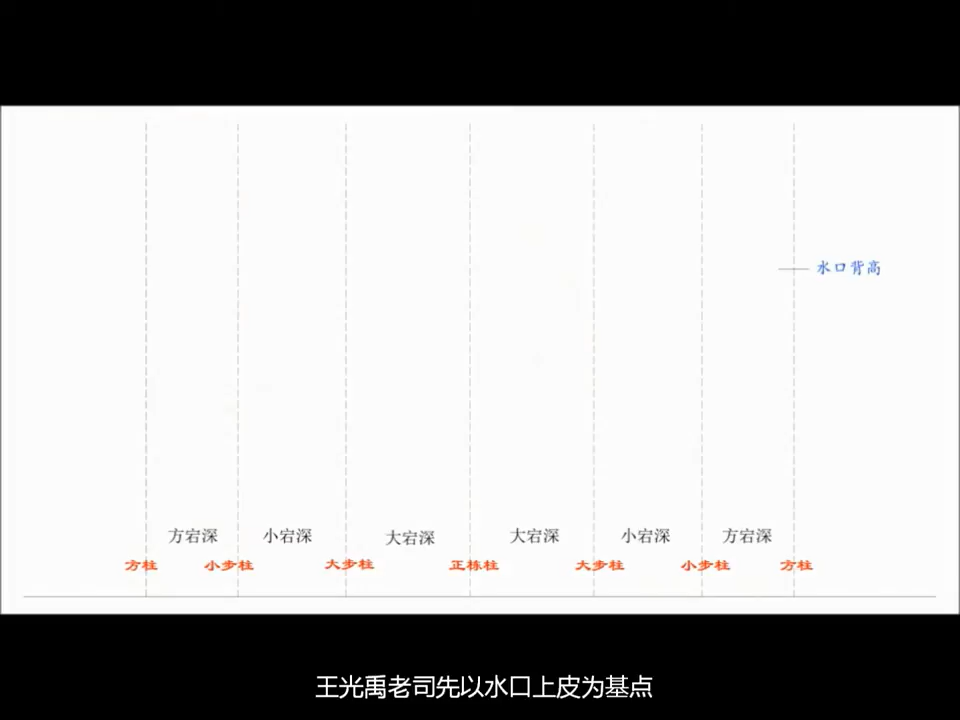 水口背高
方宕深 小宕深 大宕深 大宕深 小宕深 方宕深
方柱 小步柱 大步柱 正栋柱 大步柱 小步柱 方柱
王光禹老司先以水口上皮为基点